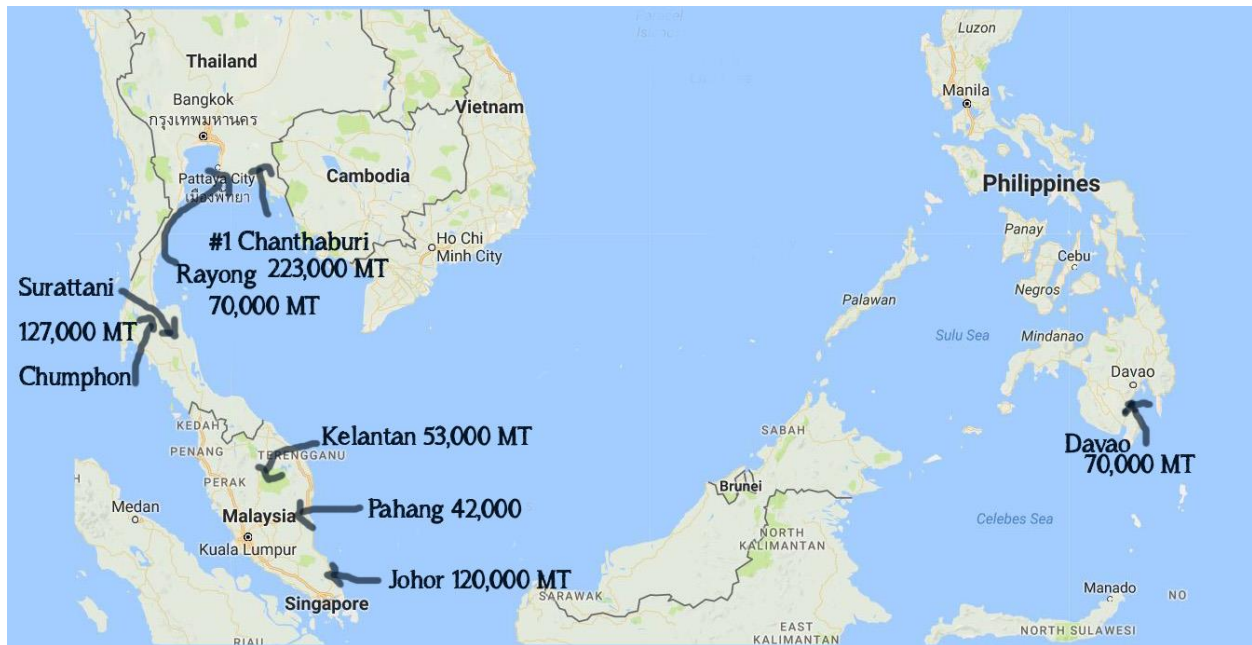 Paracel
Luzon
Thailand
Bangkok
กรุงเทพมหานคร
Vietnam
Manila
Pattaya City
เมืองพัทยา
Cambodia
Philippines
#1 Chanthaburi
223,000 MT
Ho Chi
Minh City
Panay
Cebu
Rayong
70,000 MT
Surattani
127,000 MT
Chumphon
Palawan
Negros
Sulu Sea
Mindanao
Davao
KEDAH
PENANG
Kelantan 53,000 MT
TERENGGANU
SABAH
Davao
70,000 MT
PERAK
Brunei
Medan
Malaysia
Pahang 42,000
Celebes Sea
Kuala Lumpur
NORTH
KALIMANTAN
Johor 120,000 MT
Singapore
SARAWAK
Manado
NO
EAST
KALIMANTAN
NORTH SULAWESI
RIAU